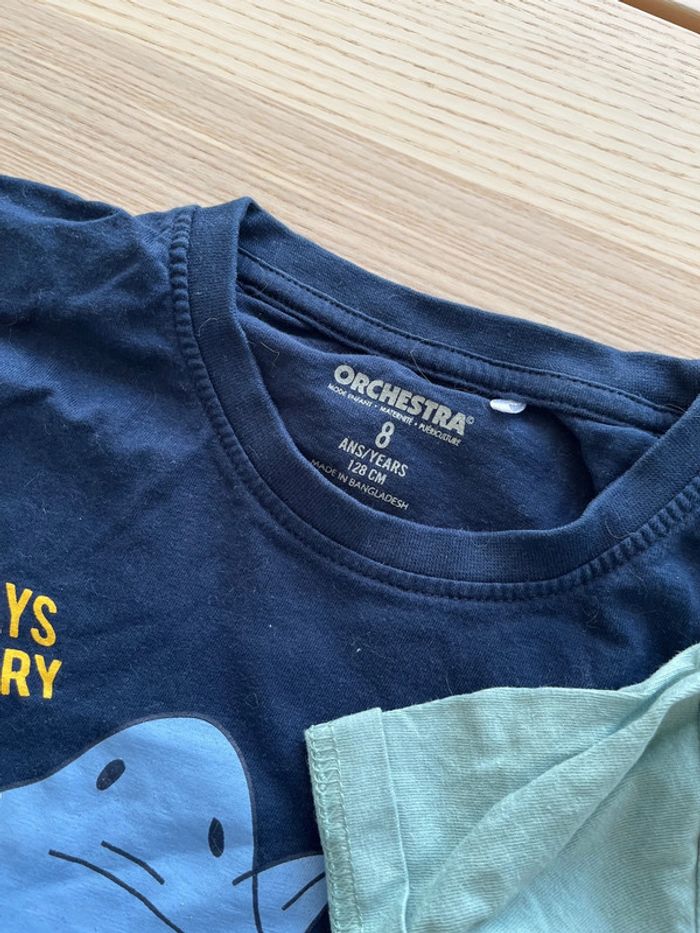 ORCHESTRA©
MODE ENFANT • MATERNITÉ • PUÉRICULTURE
8
ANS/YEARS
128 CM
MADE IN BANGLADESH
YS
RY